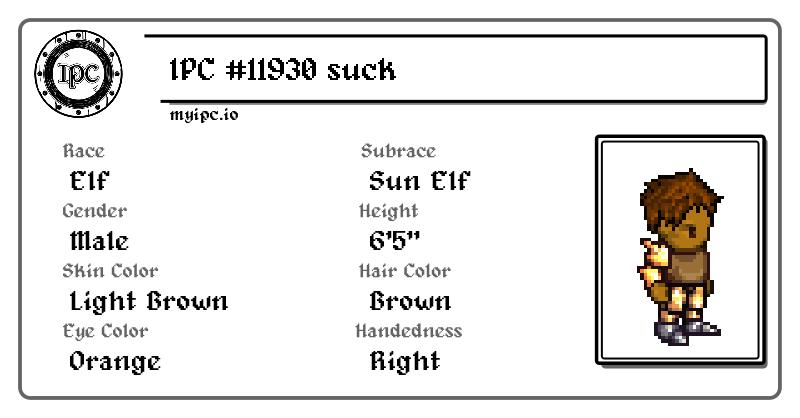 IPC
IPC #11930 suck
myipc.io
Race
Elf
Subrace
Sun Elf
Gender
Male
Height
6'5"
Skin Color
Light Brown
Hair Color
Brown
Eye Color
Orange
Handedness
Right